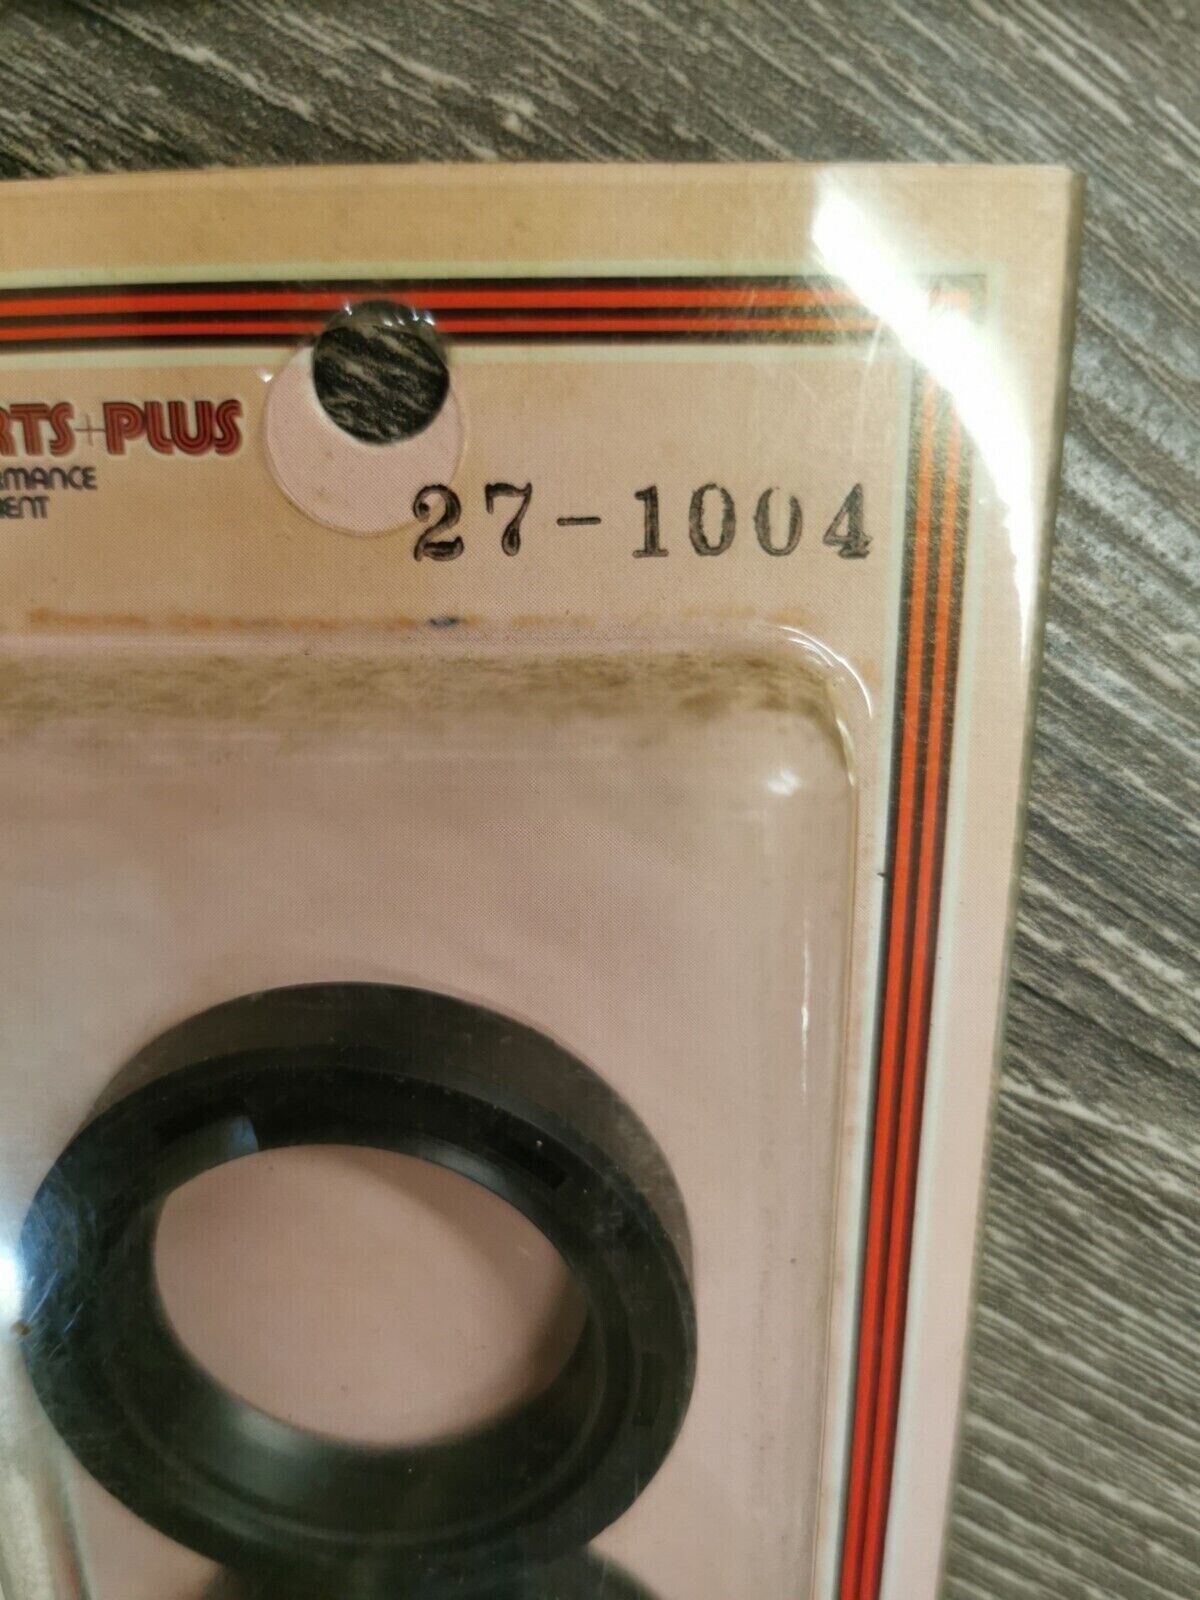 RTS+PLUS
RMANCE
MENT
27-1004